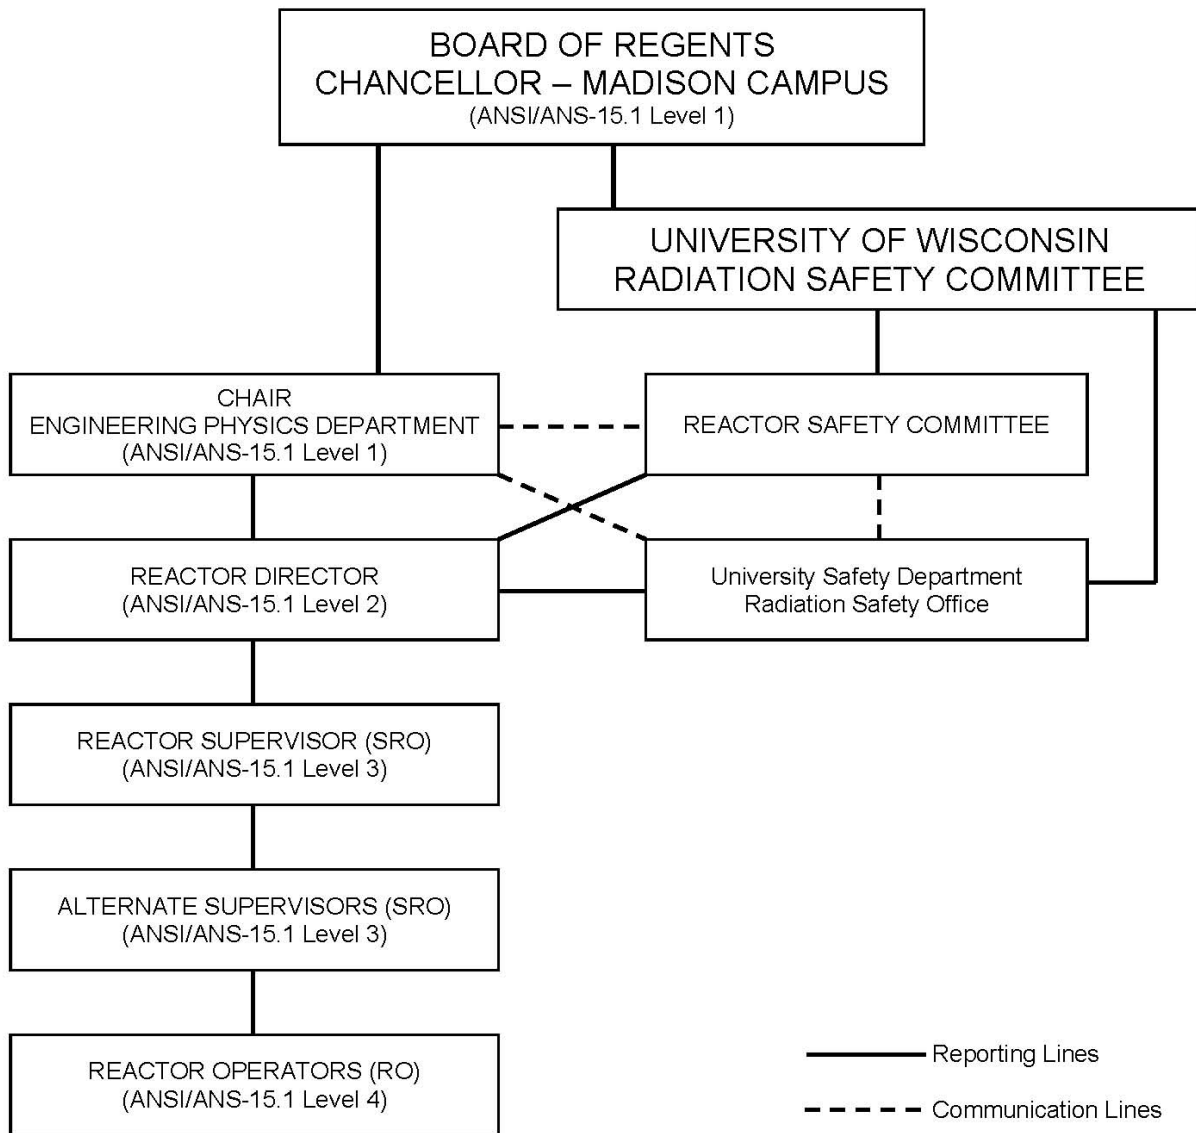 BOARD OF REGENTS
CHANCELLOR – MADISON CAMPUS
(ANSI/ANS-15.1 Level 1)
UNIVERSITY OF WISCONSIN
RADIATION SAFETY COMMITTEE
CHAIR
ENGINEERING PHYSICS DEPARTMENT
(ANSI/ANS-15.1 Level 1)
REACTOR SAFETY COMMITTEE
REACTOR DIRECTOR
(ANSI/ANS-15.1 Level 2)
University Safety Department
Radiation Safety Office
REACTOR SUPERVISOR (SRO)
(ANSI/ANS-15.1 Level 3)
ALTERNATE SUPERVISORS (SRO)
(ANSI/ANS-15.1 Level 3)
REACTOR OPERATORS (RO)
(ANSI/ANS-15.1 Level 4)
Reporting Lines
Communication Lines